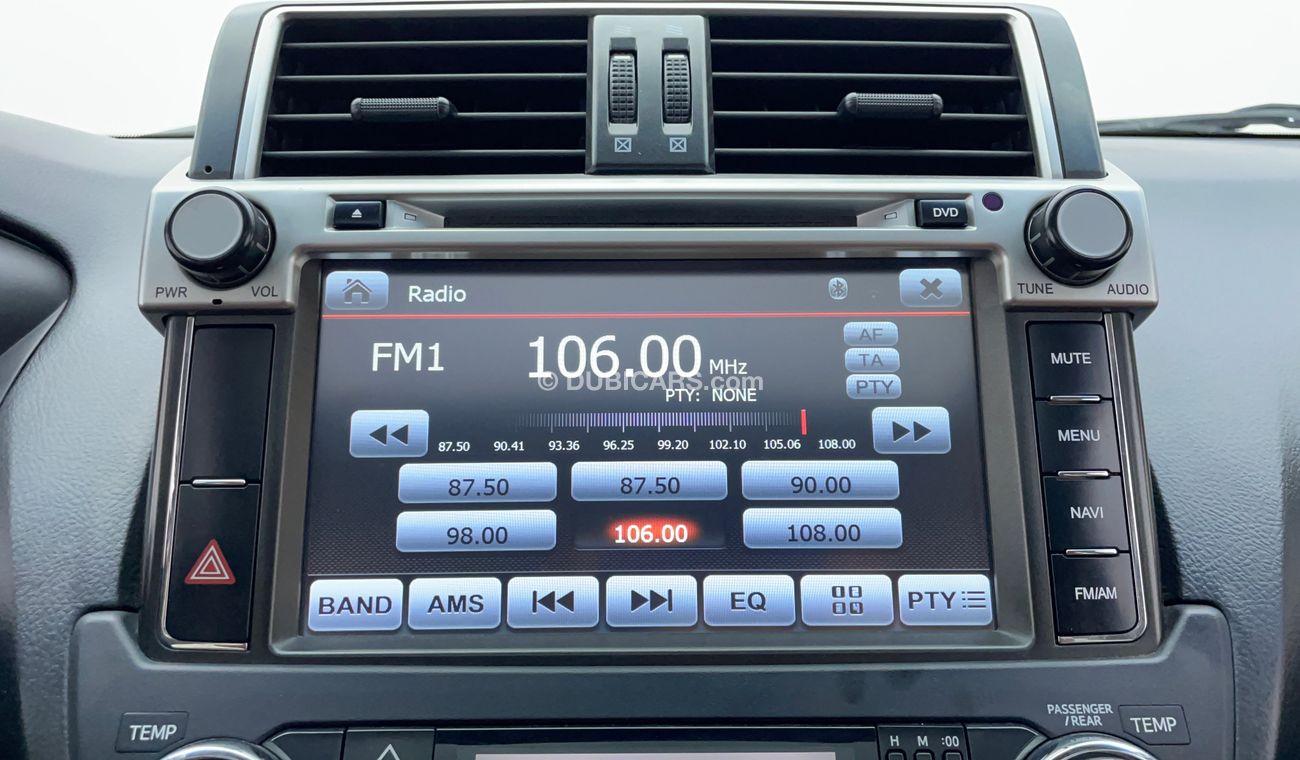 DVD
PWR VOL
TUNE AUDIO
Radio
FM1 106.00 MHz
AF
TA
PTY
© DUBICARS.com
PTY: NONE
87.50 90.41 93.36 96.25 99.20 102.10 105.06 108.00
87.50 87.50 90.00
98.00 106.00 108.00
BAND AMS EQ PTY
MUTE
MENU
NAVI
FM/AM
TEMP
PASSENGER
/REAR
TEMP
H M :00